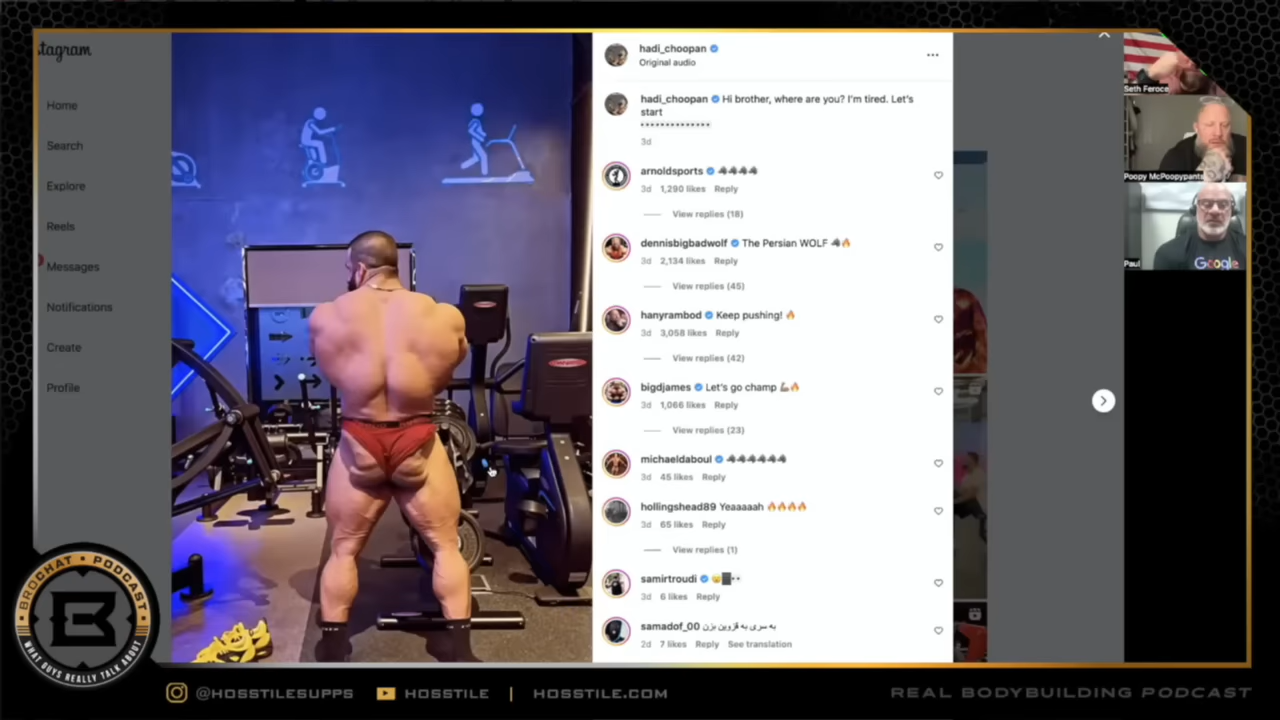 stagram
Home
Search
Explore
Reels
Messages
Notifications
Create
Profile
hadi_choopan
Original audio
hadi_choopan Hi brother, where are you? I'm tired. Let's
start
3d
arnoldsports 🦇🦇🦇🦇
3d 1,290 likes Reply
View replies (18)
dennisbigbadwolf The Persian WOLF 🔥
3d 2,134 likes Reply
View replies (45)
hanyrambod Keep pushing! 🔥
3d 3,058 likes Reply
View replies (42)
bigdjames Let's go champ 💪🔥
3d 1,066 likes Reply
View replies (23)
michaeldaboul
3d 45 likes Reply
hollingshead89 Yeaaaaah 🔥🔥🔥🔥
3d 65 likes Reply
View replies (1)
samirtroudi
3d 6 likes Reply
samadof_00 به سری به قزوین بزن
2d 7 likes Reply See translation
Seth Feroce
Poopy McPoopypants
Paul
Google
BROCHAT • PODCAST
WHAT GUYS REALLY TALK ABOUT
@HOSSTILESUPPS
HOSSTILE | HOSSTILE.COM
REAL BODYBUILDING PODCAST